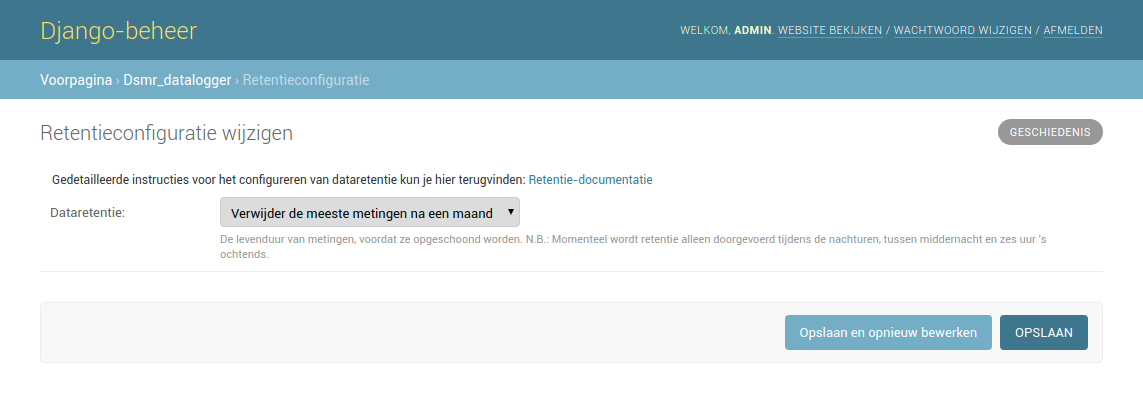 Django-beheer
WELKOM, ADMIN. WEBSITE BEKIJKEN / WACHTWOORD WIJZIGEN / AFMELDEN
Voorpagina › Dsmr_datalogger › Retentieconfiguratie
Retentieconfiguratie wijzigen
GESCHIEDENIS
Gedetailleerde instructies voor het configureren van dataretentie kun je hier terugvinden: Retentie-documentatie
Dataretentie:
Verwijder de meeste metingen na een maand
De levenduur van metingen, voordat ze opgeschoond worden. N.B.: Momenteel wordt retentie alleen doorgevoerd tijdens de nachturen, tussen middernacht en zes uur 's
ochtends.
Opslaan en opnieuw bewerken
OPSLAAN